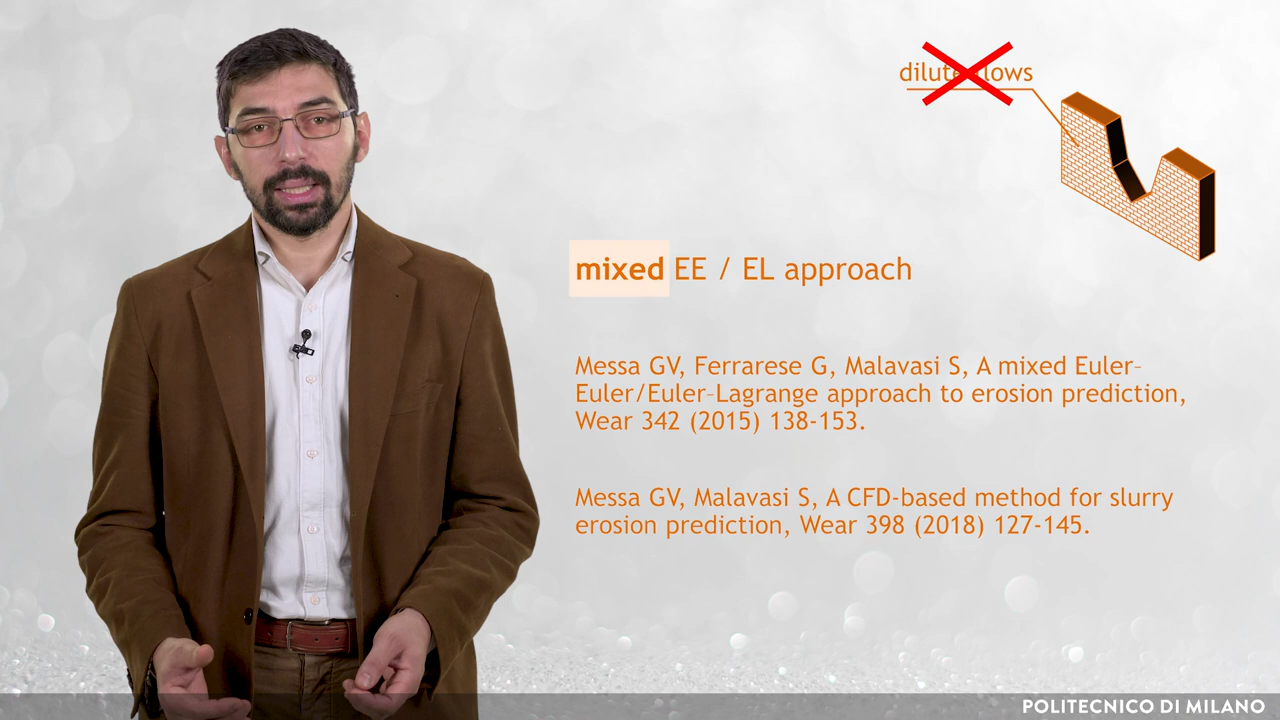 dilute flows
mixed EE / EL approach
Messa GV, Ferrarese G, Malavasi S, A mixed Euler-
Euler/Euler-Lagrange approach to erosion prediction,
Wear 342 (2015) 138-153.
Messa GV, Malavasi S, A CFD-based method for slurry
erosion prediction, Wear 398 (2018) 127-145.
POLITECNICO DI MILANO